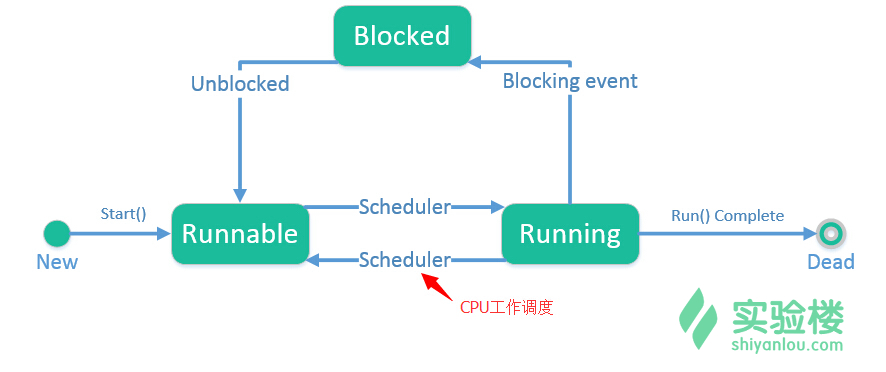 Blocked
Unblocked
Blocking event
Start()
Scheduler
Run() Complete
Runnable
Running
New
Scheduler
Dead
CPU工作调度
实验楼
shiyanlou.com